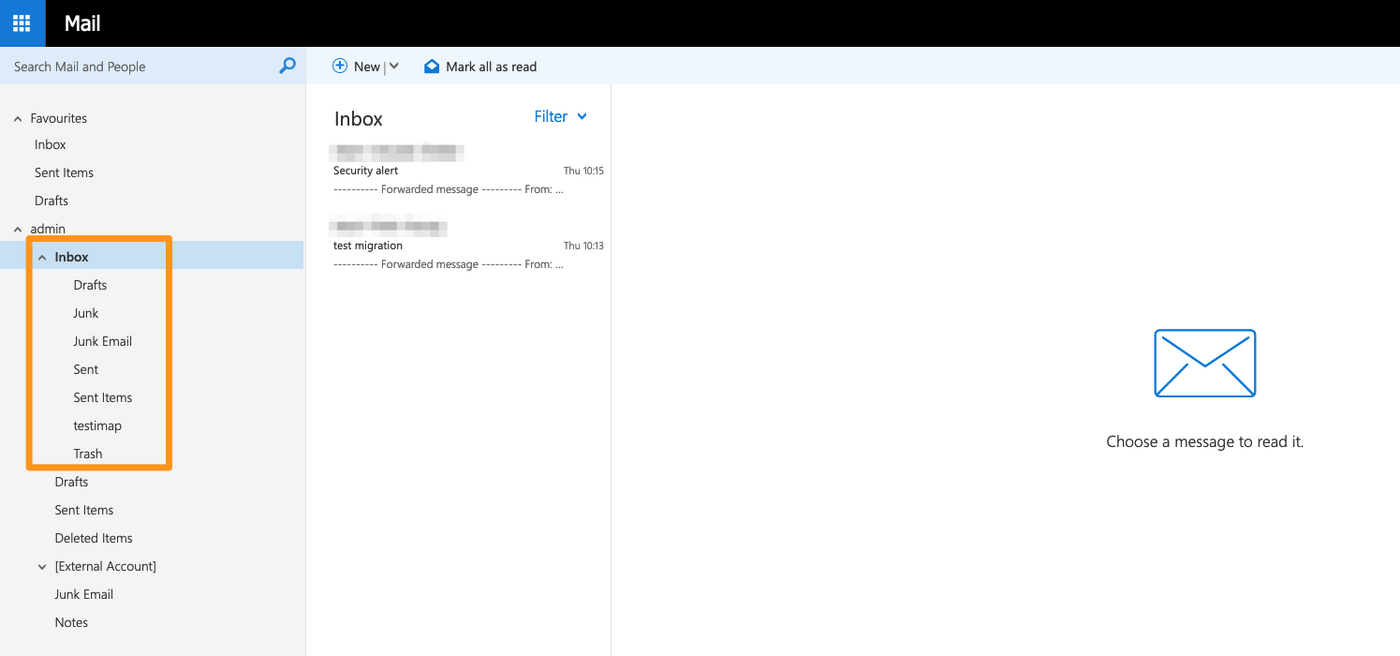 Mail
Search Mail and People
New
Mark all as read
Favourites
Inbox
Sent Items
Drafts
admin
Inbox
Drafts
Junk
Junk Email
Sent
Sent Items
testimap
Trash
Drafts
Sent Items
Deleted Items
[External Account]
Junk Email
Notes
Inbox
Filter
Security alert
Thu 10:15
---------- Forwarded message --------- From: ...
test migration
Thu 10:13
---------- Forwarded message --------- From: ...
Choose a message to read it.